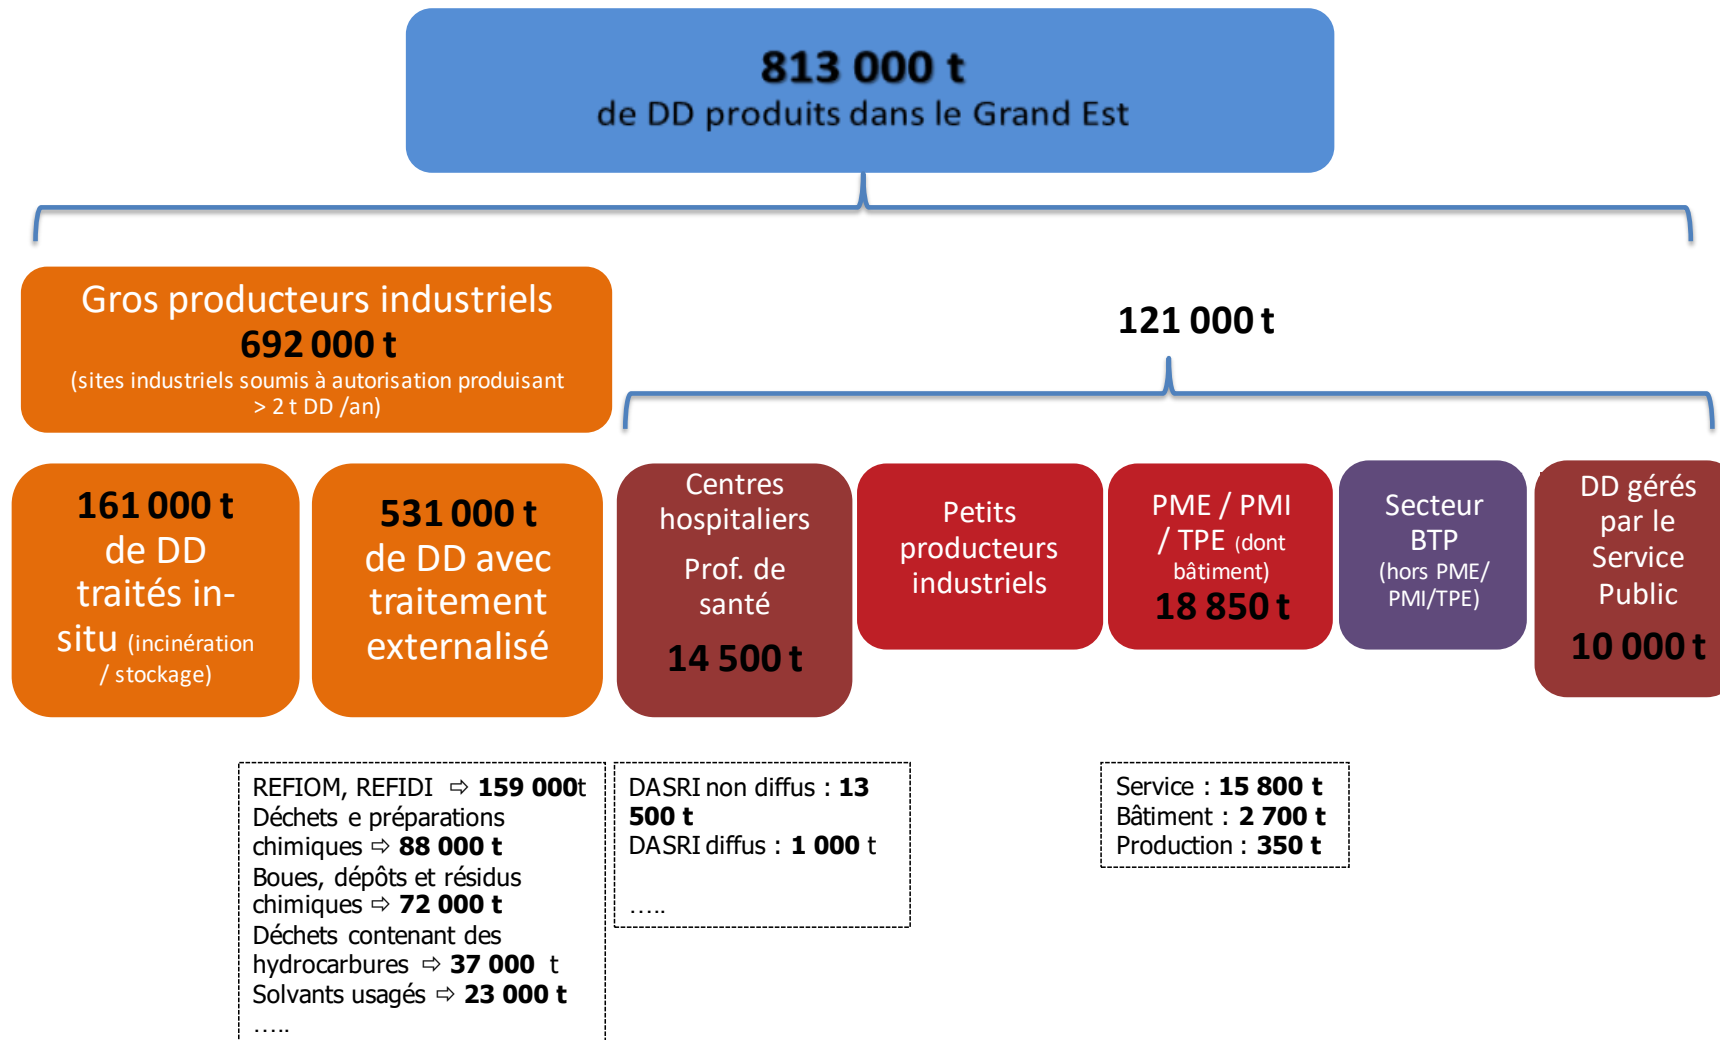 813 000 t
de DD produits dans le Grand Est
Gros producteurs industriels
692 000 t
(sites industriels soumis à autorisation produisant
> 2 t DD /an)
121 000 t
161 000 t
de DD
traités in-
situ (incinération
/ stockage)
531 000 t
de DD avec
traitement
externalisé
Centres
hospitaliers
Prof. de
santé
14 500 t
Petits
producteurs
industriels
PME / PMI
/ TPE (dont
bâtiment)
18 850 t
Secteur
BTP
(hors PME/
PMI/TPE)
DD gérés
par le
Service
Public
10 000 t
REFIOM, REFIDI ⇨ 159 000t
Déchets e préparations
chimiques ⇨ 88 000 t
Boues, dépôts et résidus
chimiques ⇨ 72 000 t
Déchets contenant des
hydrocarbures ⇨ 37 000 t
Solvants usagés ⇨ 23 000 t
…..
DASRI non diffus : 13
500 t
DASRI diffus : 1 000 t
…..
Service : 15 800 t
Bâtiment : 2 700 t
Production : 350 t